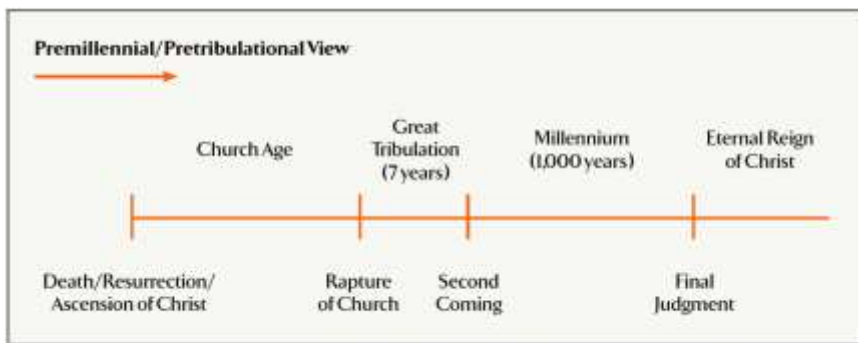 Premillennial/Pretribulational View
Church Age
Great
Tribulation
(7 years)
Millennium
(1,000 years)
Eternal Reign
of Christ
Death/Resurrection/
Ascension of Christ
Rapture
of Church
Second
Coming
Final
Judgment